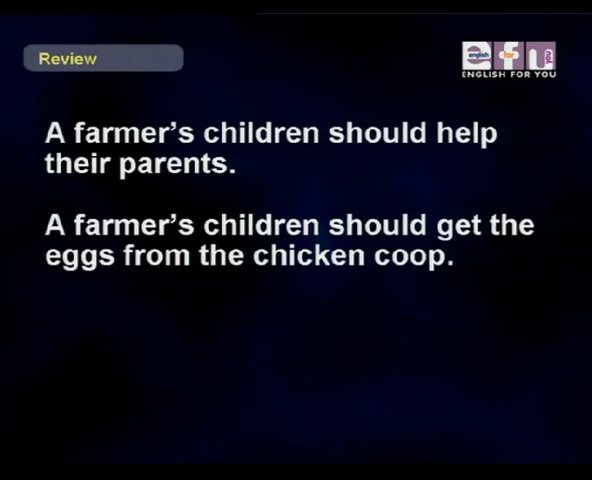 Review
english for you
ENGLISH FOR YOU
A farmer's children should help
their parents.
A farmer's children should get the
eggs from the chicken coop.